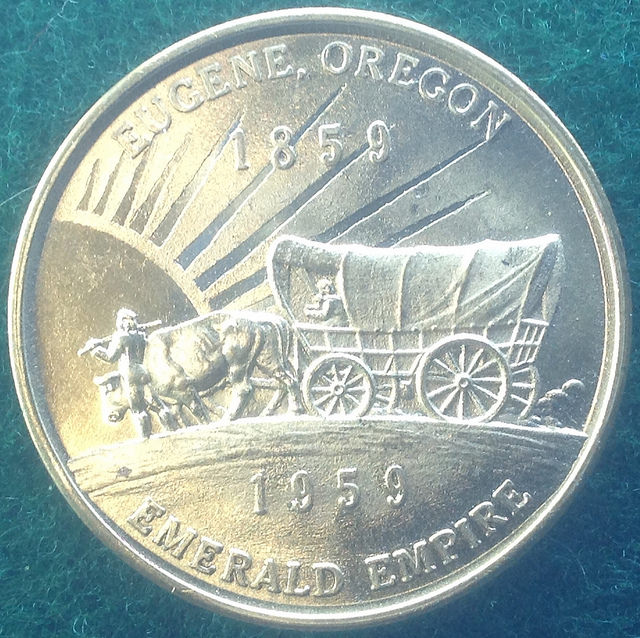 EUGENE, OREGON
1859
1959
EMERALD EMPIRE